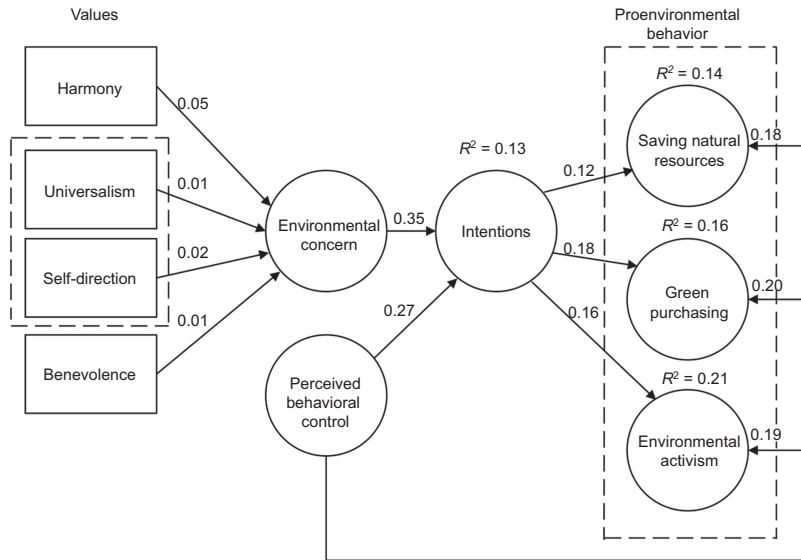 Values
Proenvironmental
behavior
Harmony
0.05
Universalism
0.01
Self-direction
0.02
Benevolence
0.01
Environmental
concern
0.35
Perceived
behavioral
control
0.27
R² = 0.13
Intentions
0.12
0.18
0.16
R² = 0.14
Saving natural
resources
0.18
R² = 0.16
Green
purchasing
0.20
R² = 0.21
Environmental
activism
0.19